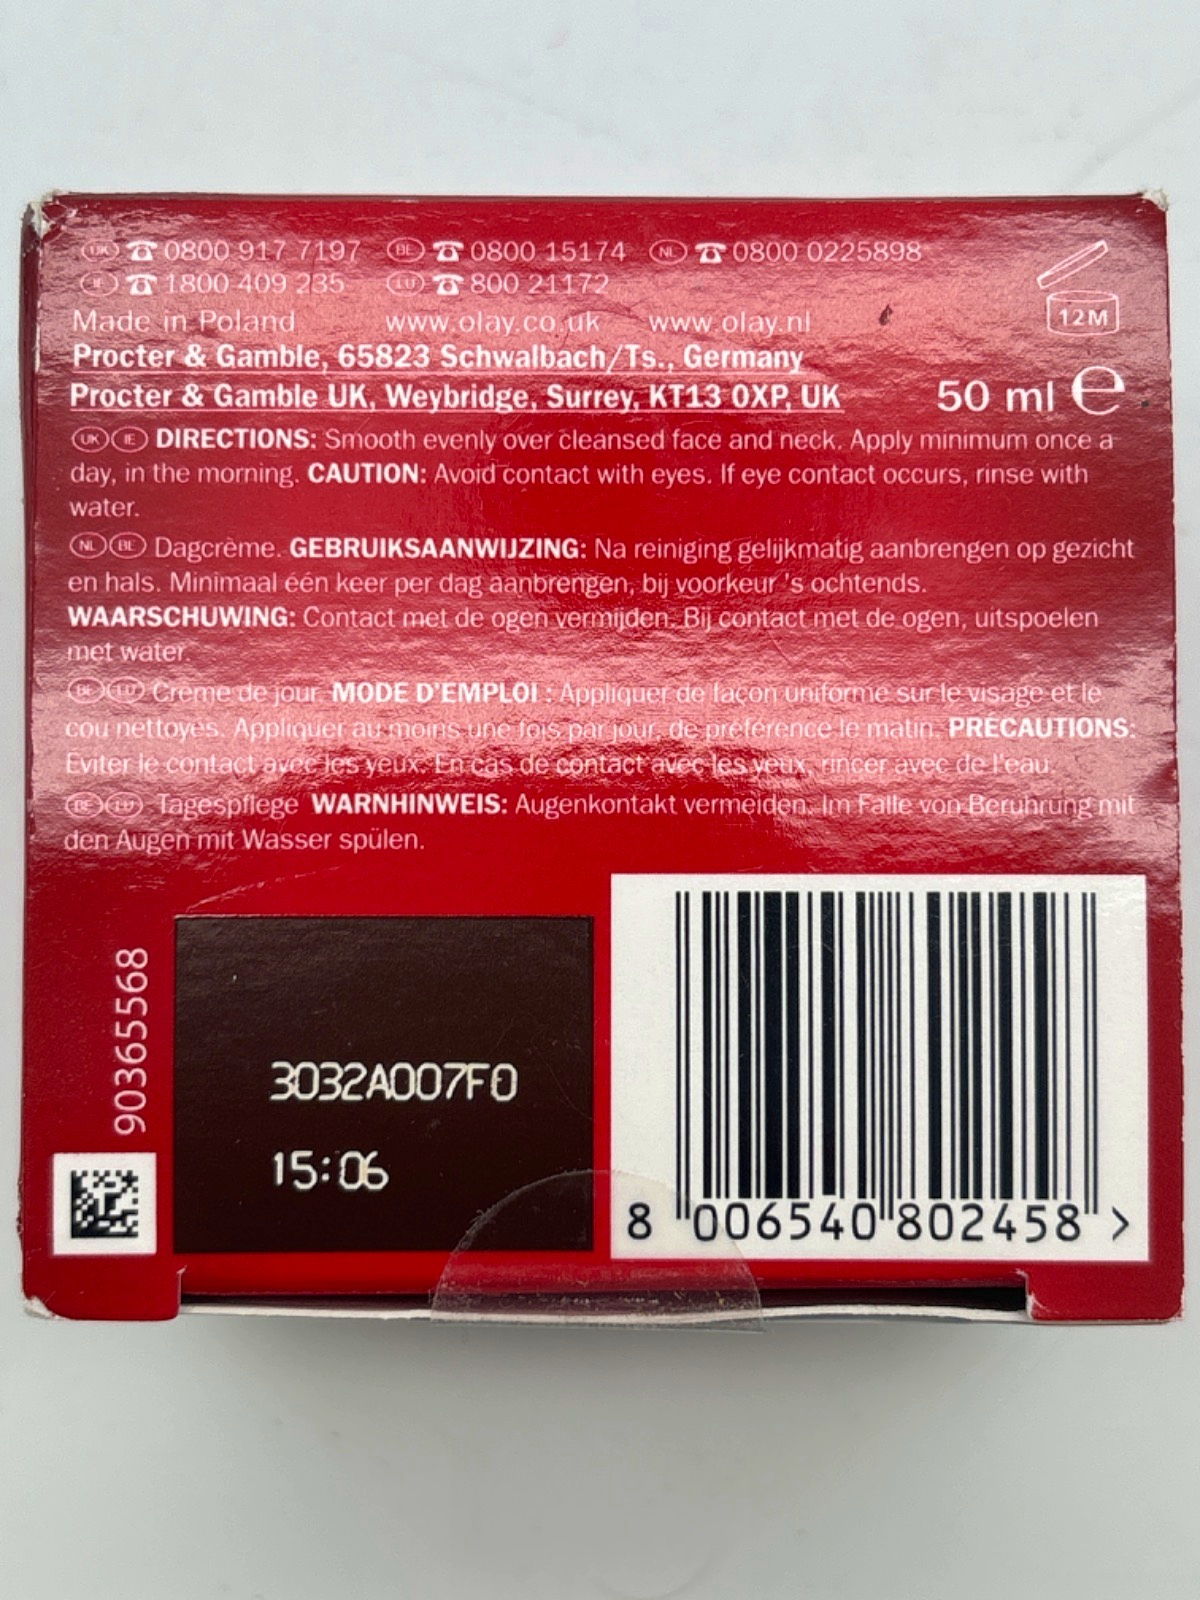 UK ☎ 0800 917 7197 BE ☎ 0800 15174 NL ☎ 0800 0225898
IE ☎ 1800 409 235 LU ☎ 800 21172
Made in Poland www.olay.co.uk www.olay.nl
12M
Procter & Gamble, 65823 Schwalbach/Ts., Germany
Procter & Gamble UK, Weybridge, Surrey, KT13 0XP, UK
50 ml ℮
UK IE DIRECTIONS: Smooth evenly over cleansed face and neck. Apply minimum once a
day, in the morning. CAUTION: Avoid contact with eyes. If eye contact occurs, rinse with
water.
NL BE Dagcrème. GEBRUIKSAANWIJZING: Na reiniging gelijkmatig aanbrengen op gezicht
en hals. Minimaal één keer per dag aanbrengen, bij voorkeur 's ochtends.
WAARSCHUWING: Contact met de ogen vermijden. Bij contact met de ogen, uitspoelen
met water.
BE LU Crème de jour MODE D'EMPLOI : Appliquer de façon uniforme sur le visage et le
cou nettoyés. Appliquer au moins une fois par jour, de préférence le matin. PRÉCAUTIONS:
Eviter le contact avec les yeux. En cas de contact avec les yeux, rincer avec de l'eau.
BE LU Tagespflege WARNHINWEIS: Augenkontakt vermeiden. Im Falle von Berührung mit
den Augen mit Wasser spülen.
90365568
3032A007F0
15:06
8 006540 802458 >